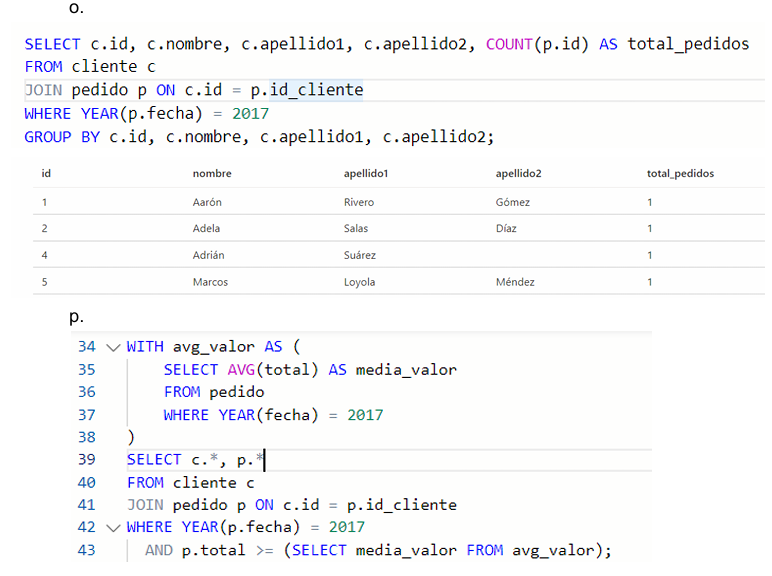 o.
SELECT c.id, c.nombre, c.apellido1, c.apellido2, COUNT(p.id) AS total_pedidos
FROM cliente c
JOIN pedido p ON c.id = p.id_cliente
WHERE YEAR(p.fecha) = 2017
GROUP BY c.id, c.nombre, c.apellido1, c.apellido2;
id nombre apellido1 apellido2 total_pedidos
1 Aarón Rivero Gómez 1
2 Adela Salas Díaz 1
4 Adrián Suárez 1
5 Marcos Loyola Méndez 1
p.
34 WITH avg_valor AS (
35 SELECT AVG(total) AS media_valor
36 FROM pedido
37 WHERE YEAR(fecha) = 2017
38 )
39 SELECT c.*, p.*
40 FROM cliente c
41 JOIN pedido p ON c.id = p.id_cliente
42 WHERE YEAR(p.fecha) = 2017
43 AND p.total >= (SELECT media_valor FROM avg_valor);